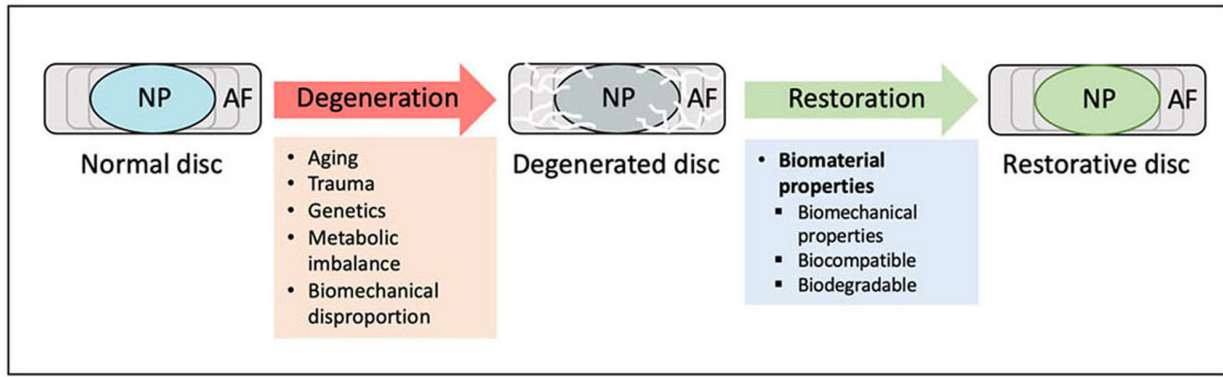 NP AF
Normal disc
Degeneration
• Aging
• Trauma
• Genetics
• Metabolic
imbalance
• Biomechanical
disproportion
NP AF
Degenerated disc
Restoration
• Biomaterial
properties
▪ Biomechanical
properties
▪ Biocompatible
▪ Biodegradable
NP AF
Restorative disc